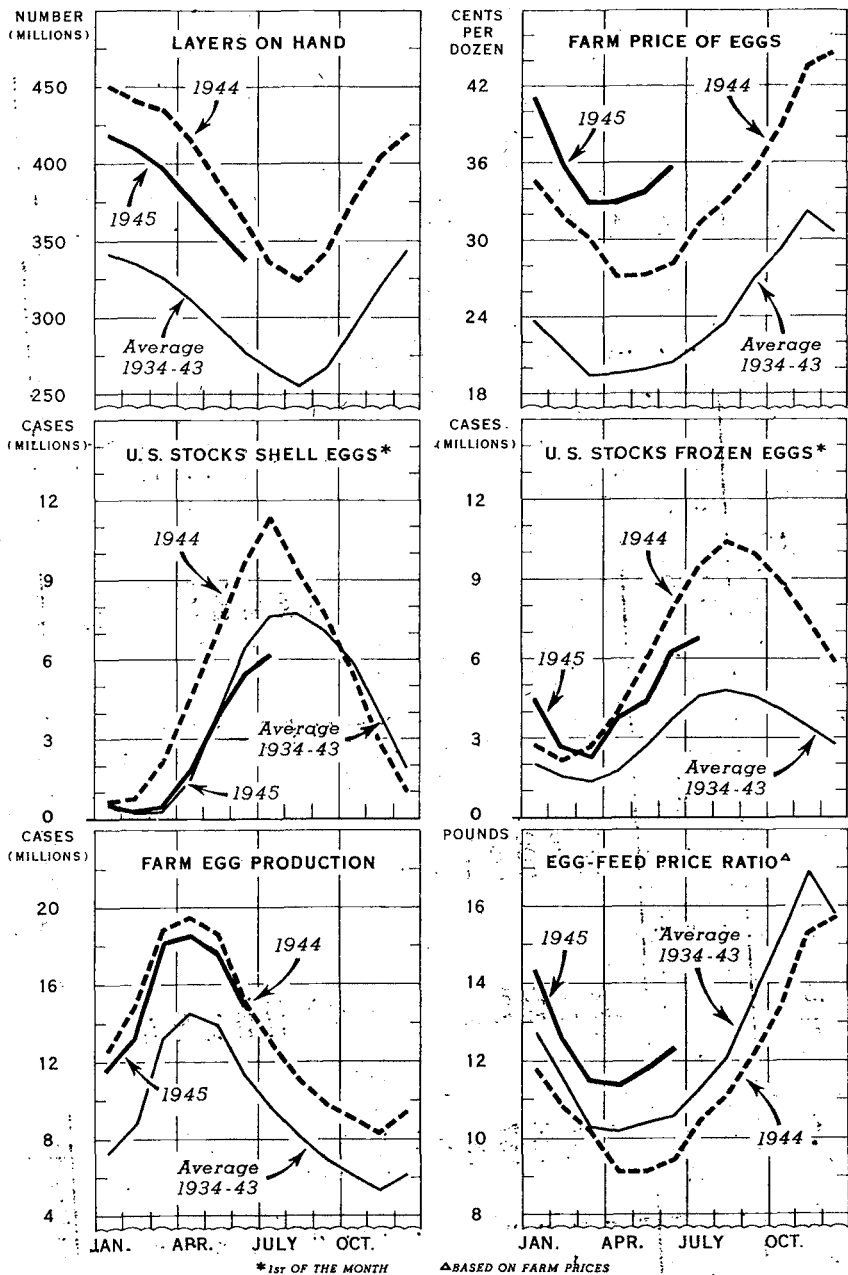 NUMBER
(MILLIONS)
LAYERS ON HAND
450
400
350
300
250
1944
1945
Average
1934-43
CENTS
PER
DOZEN
FARM PRICE OF EGGS
42
36
30
24
18
1944
1945
Average
1934-43
CASES
(MILLIONS)
U.S. STOCKS SHELL EGGS*
12
9
6
3
0
1944
Average
1934-43
1945
CASES
(MILLIONS)
U.S. STOCKS FROZEN EGGS*
12
9
6
3
0
1944
1945
Average
1934-43
CASES
(MILLIONS)
FARM EGG PRODUCTION
20
16
12
8
4
1944
1945
Average
1934-43
JAN. APR. JULY OCT.
POUNDS
EGG-FEED PRICE RATIO△
16
14
12
10
8
1945
Average
1934-43
1944
JAN. APR. JULY OCT.
*1ST OF THE MONTH △BASED ON FARM PRICES